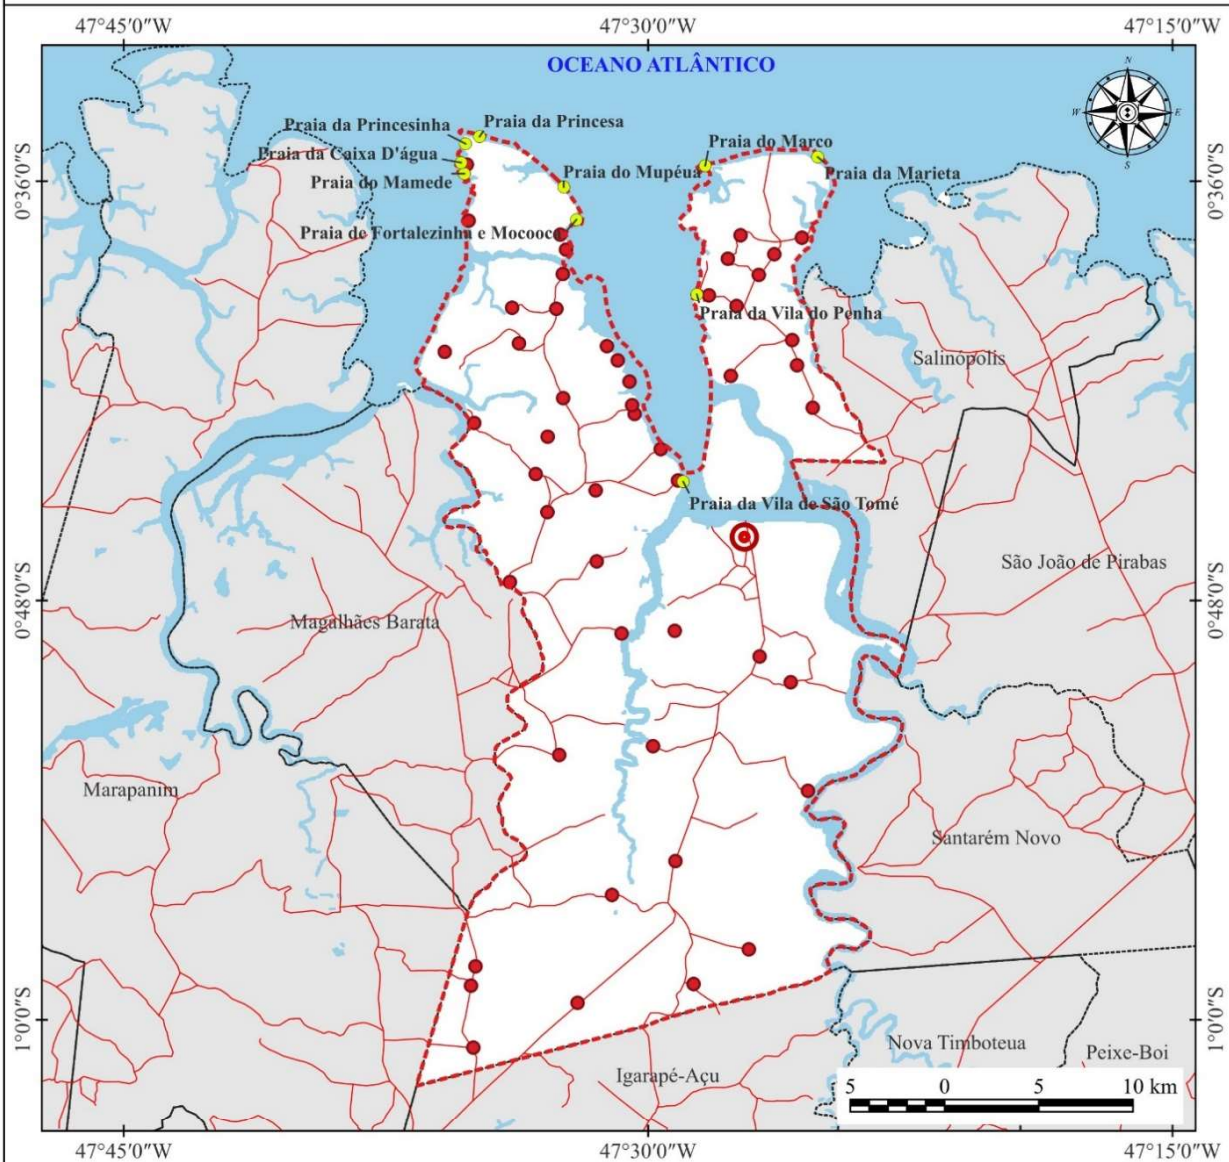 47°45'0"W 47°30'0"W 47°15'0"W
OCEANO ATLÂNTICO
N
W E
S
Praia da Princesinha
Praia da Princesa
Praia do Marco
Praia da Caixa D'água
Praia do Mupéua
Praia da Marieta
Praia do Mamede
0°36'0"S 0°36'0"S
Praia de Fortalezinha e Mocooca
Praia da Vila do Penha
Salinópolis
Praia da Vila de São Tomé
São João de Pirabas
0°48'0"S 0°48'0"S
Magalhães Barata
Marapanim
Santarém Novo
1°0'0"S 1°0'0"S
Nova Timboteua
Peixe-Boi
Igarapé-Açu
5 0 5 10 km
47°45'0"W 47°30'0"W 47°15'0"W